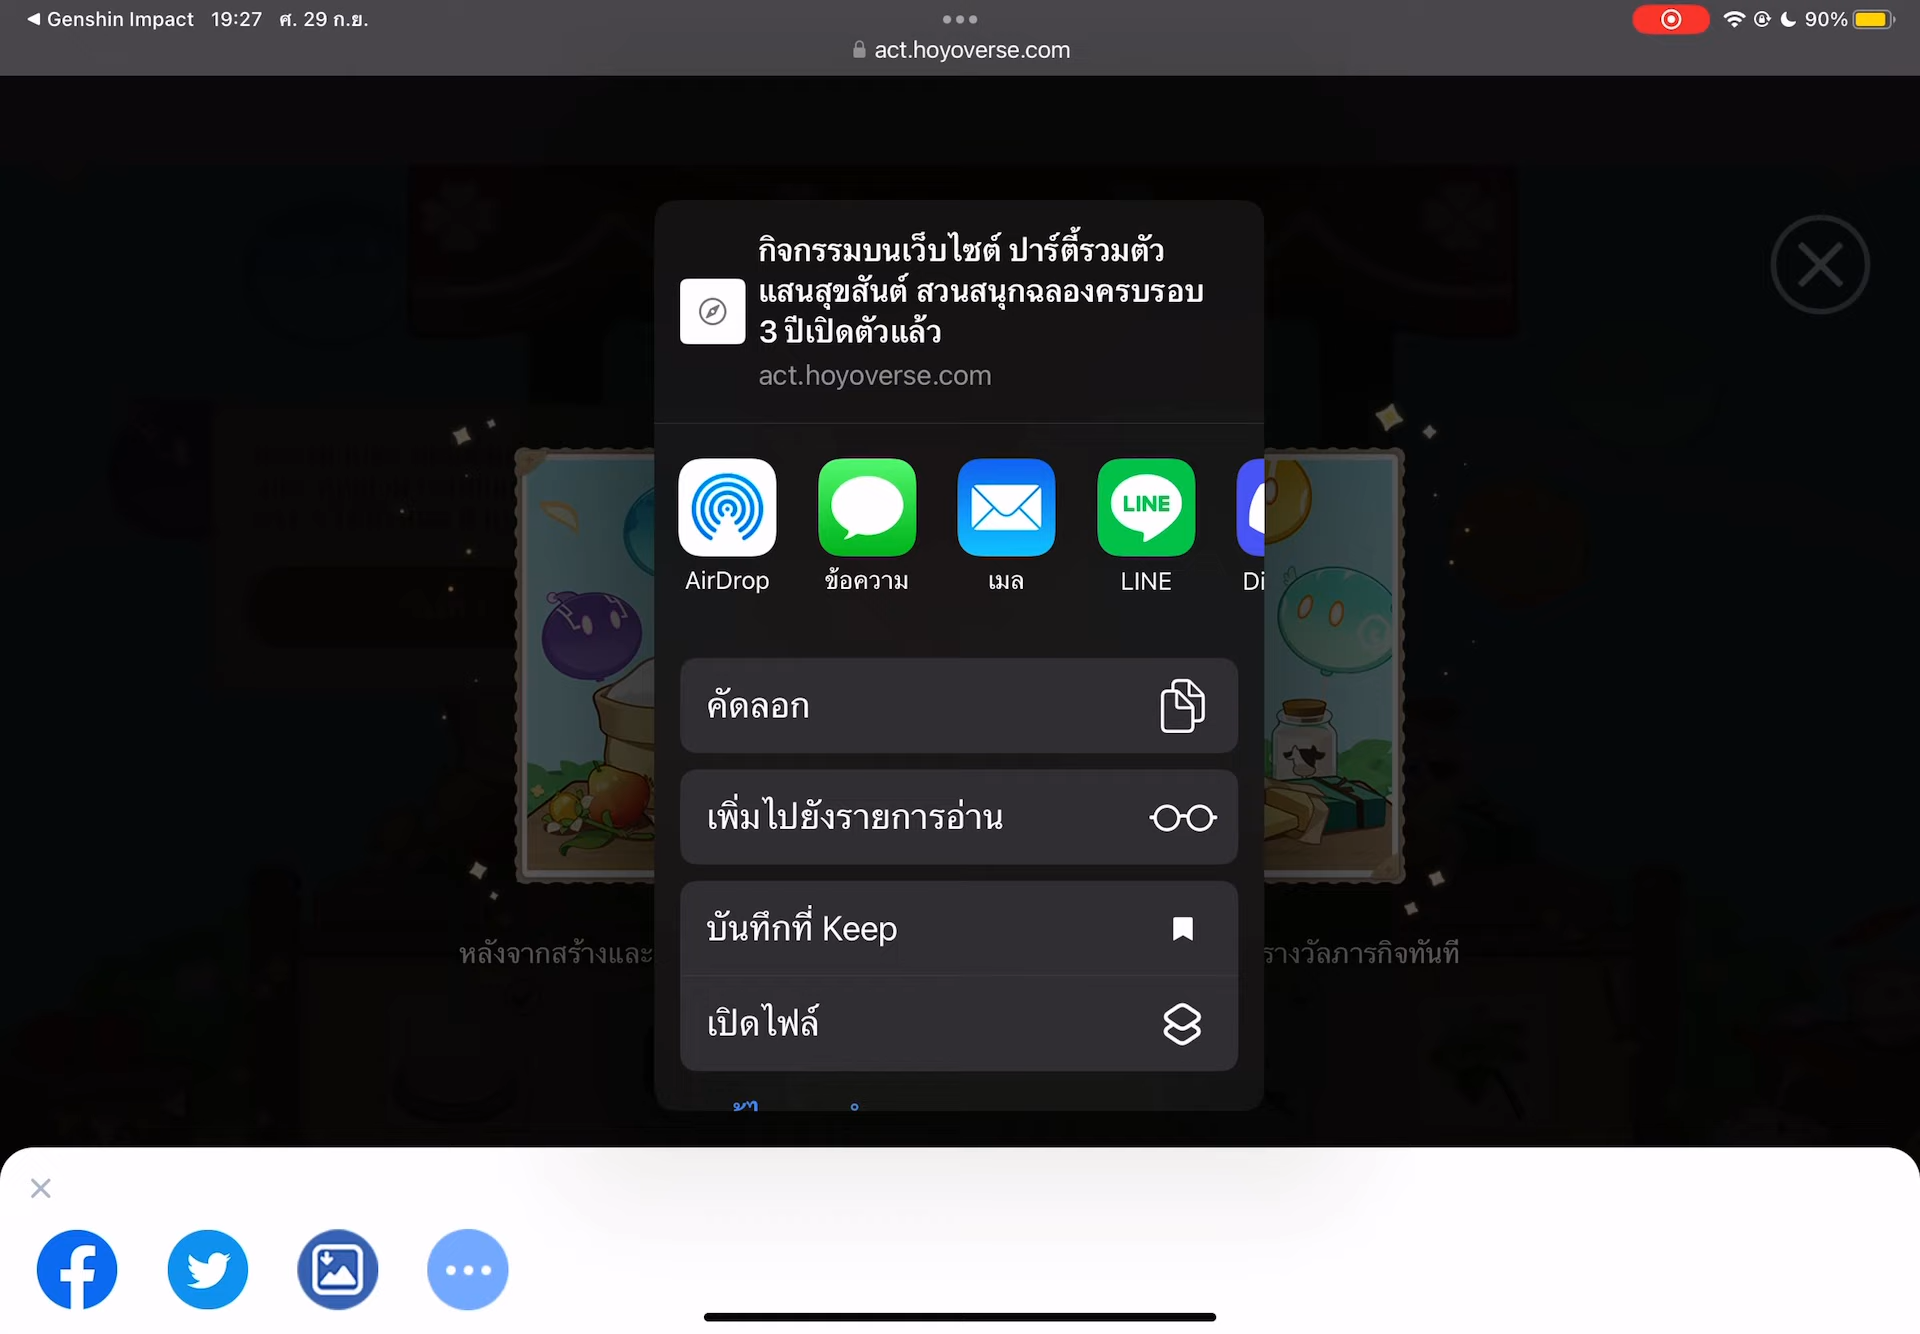 ◀ Genshin Impact 19:27 ศ. 29 ก.ย.
90%
act.hoyoverse.com
กิจกรรมบนเว็บไซต์ ปาร์ตี้รวมตัว
แสนสุขสันต์ สวนสนุกฉลองครบรอบ
3 ปีเปิดตัวแล้ว
act.hoyoverse.com
LINE
AirDrop ข้อความ เมล LINE Di
คัดลอก
เพิ่มไปยังรายการอ่าน
บันทึกที่ Keep
หลังจากสร้างและ รางวัลภารกิจทันที
เปิดไฟล์